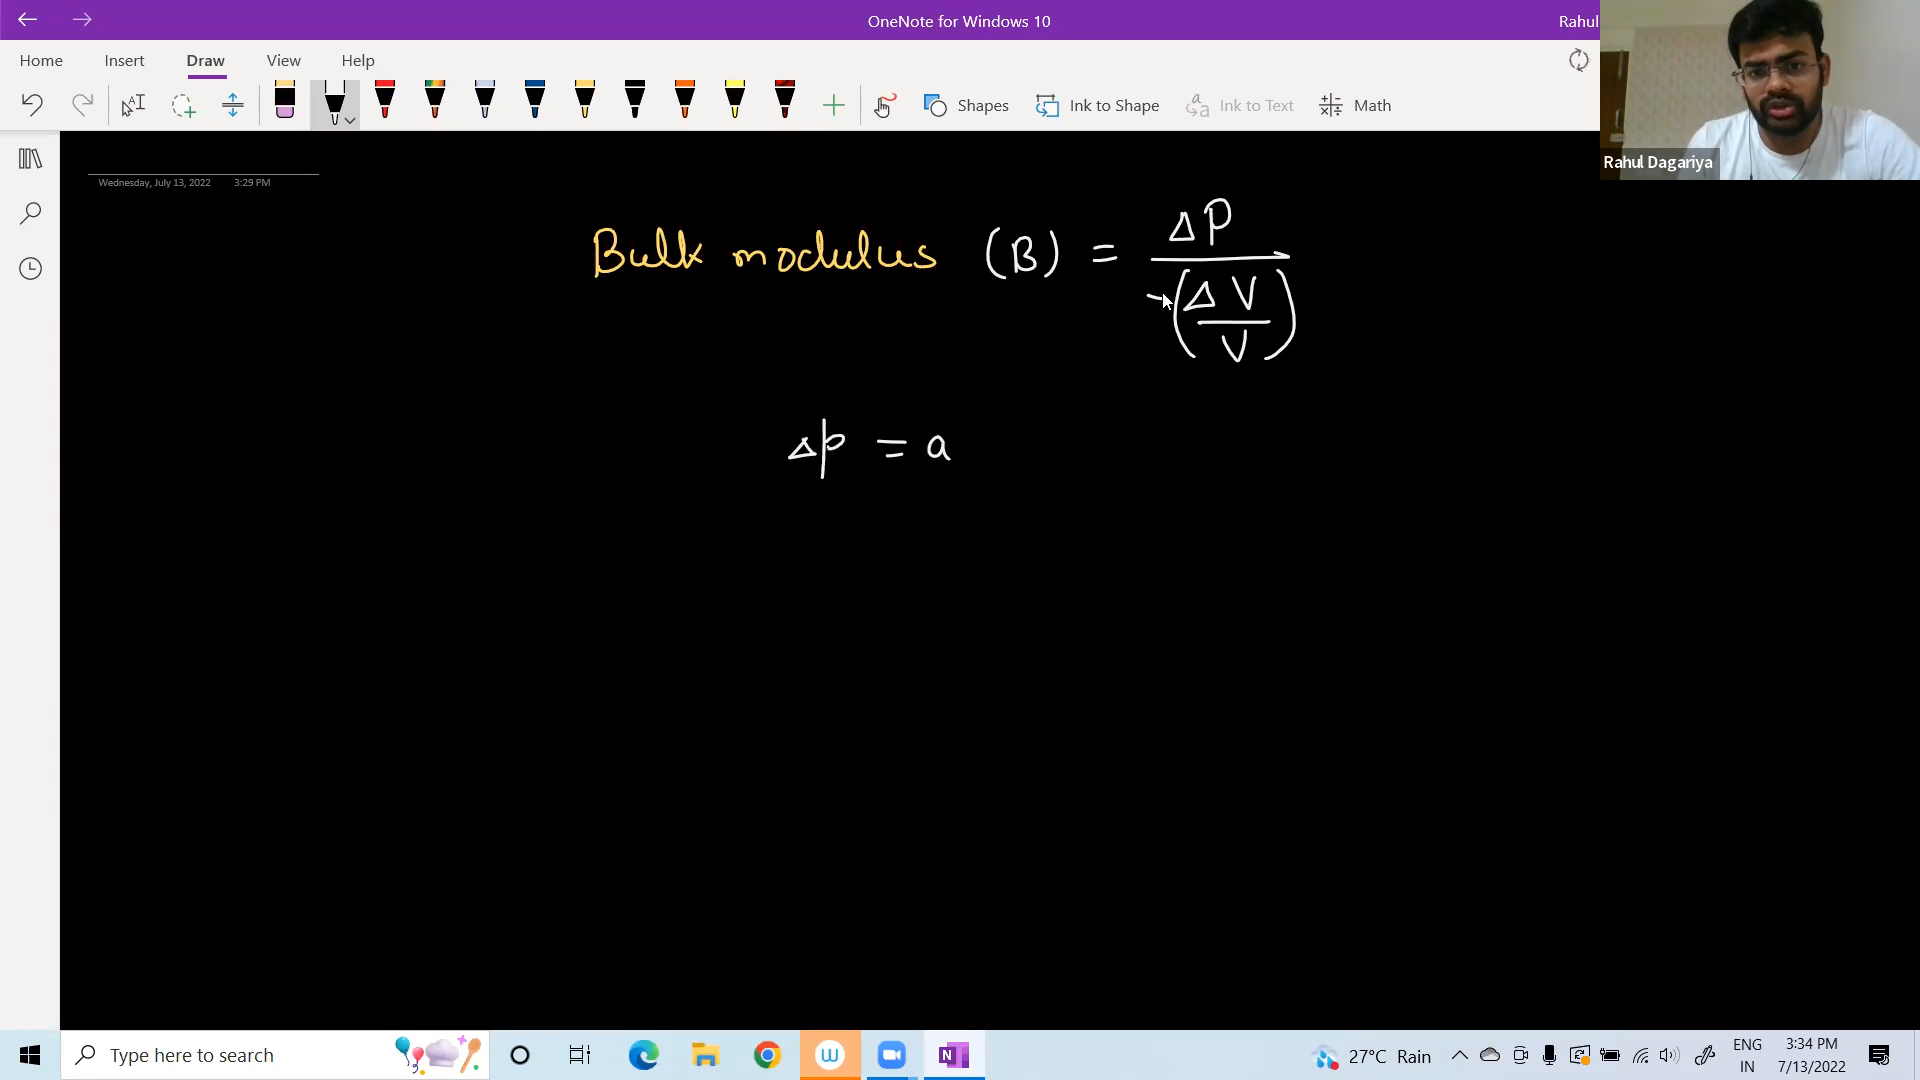 OneNote for Windows 10
Rahul
Home Insert Draw View Help
Shapes Ink to Shape Ink to Text Math
Rahul Dagariya
Wednesday, July 13, 2022 3:29 PM
Bulk modulus (B) = ΔP / -(ΔV / V)
Δp = a
Type here to search
27°C Rain
ENG
IN
3:34 PM
7/13/2022